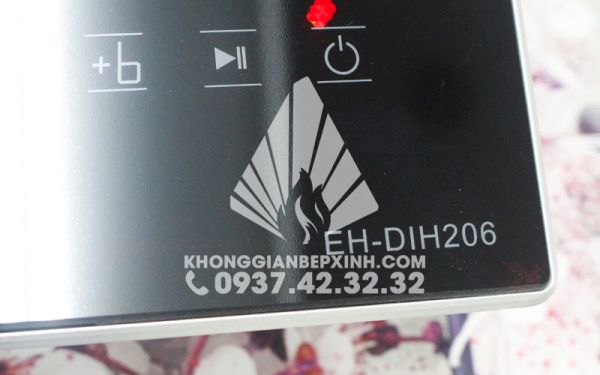 +b
EH-DIH206
KHONGGIANBEPXINH.COM
0937.42.32.32